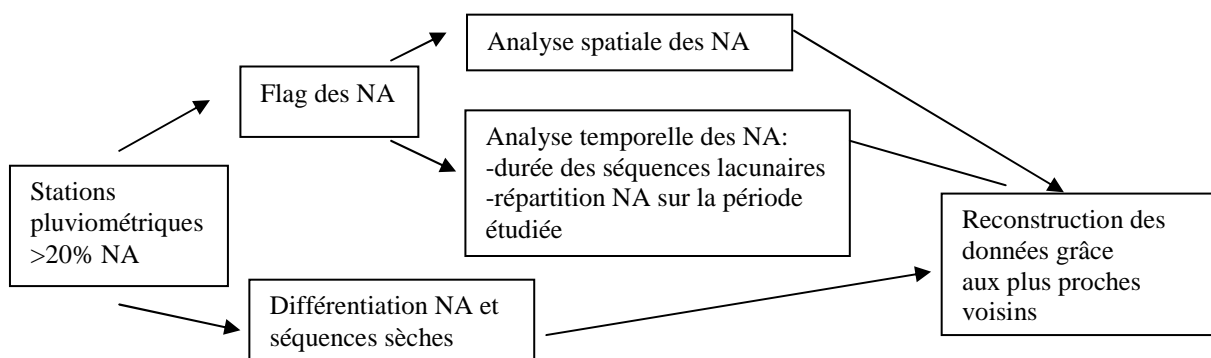 Stations
pluviométriques
>20% NA
Flag des NA
Analyse spatiale des NA
Analyse temporelle des NA:
-durée des séquences lacunaires
-répartition NA sur la période
étudiée
Différentiation NA et
séquences sèches
Reconstruction des
données grâce
aux plus proches
voisins